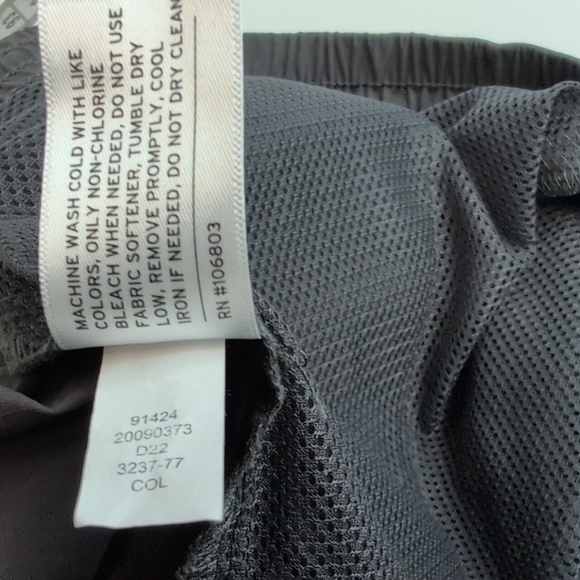 MACHINE WASH COLD WITH LIKE
COLORS, ONLY NON-CHLORINE
BLEACH WHEN NEEDED, DO NOT USE
FABRIC SOFTENER, TUMBLE DRY
LOW, REMOVE PROMPTLY, COOL
IRON IF NEEDED, DO NOT DRY CLEAN
RN #106803
91424
20090373
D22
3237-77
COL